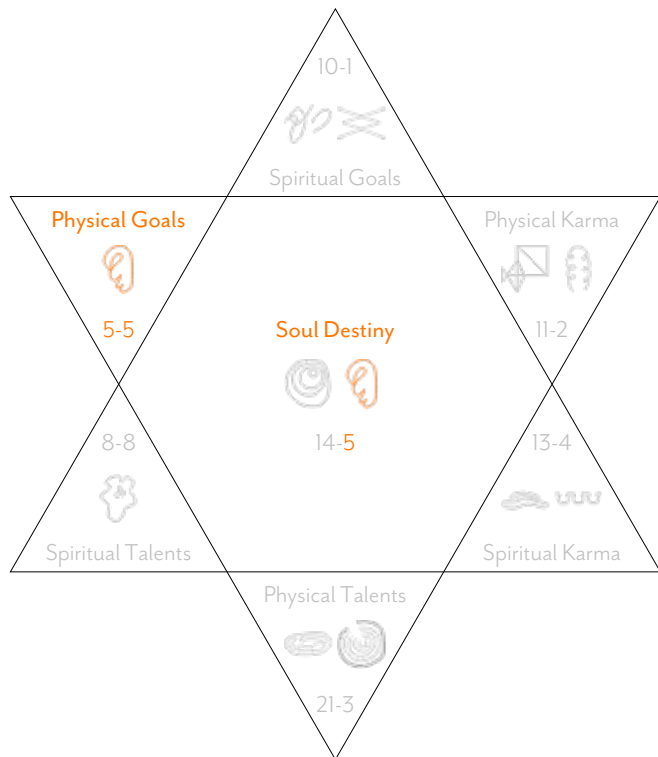 10-1
Spiritual Goals
Physical Goals
5-5
Physical Karma
11-2
Soul Destiny
14-5
8-8
Spiritual Talents
13-4
Spiritual Karma
Physical Talents
21-3